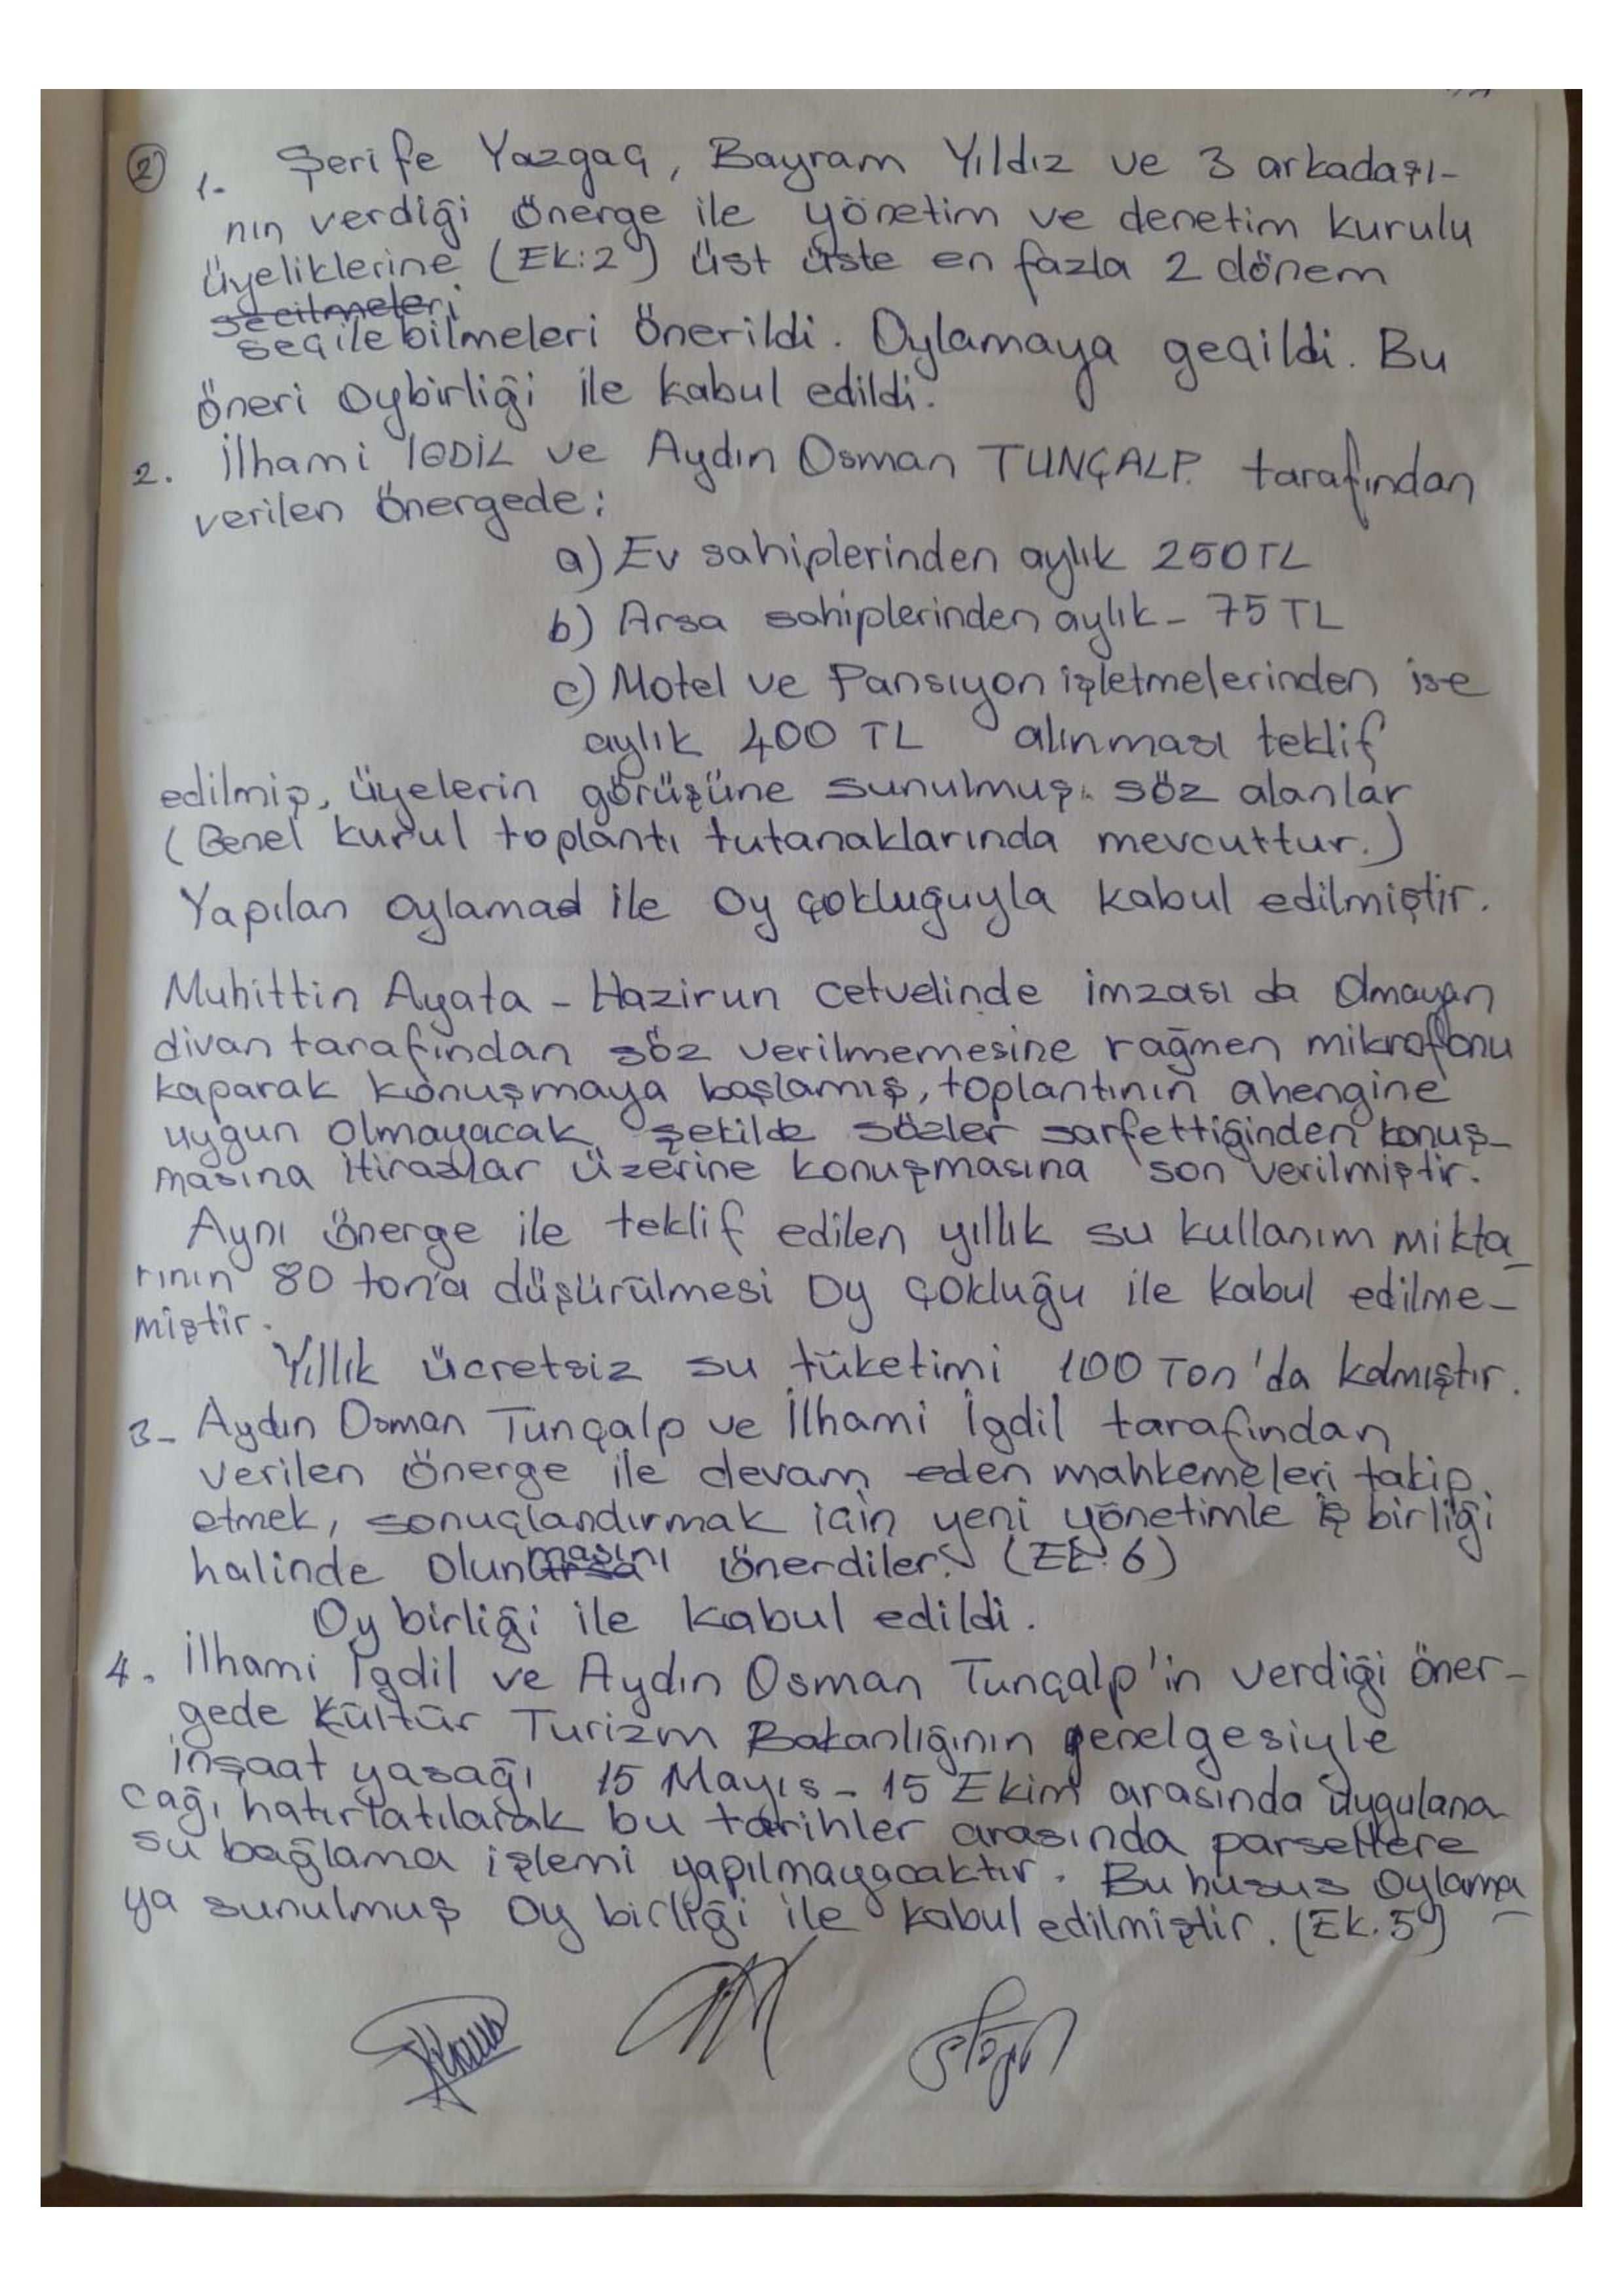 ② 1- Şerife Yazgaç, Bayram Yıldız ve 3 arkadaşı-
nın verdiği önerge ile yönetim ve denetim kurulu
üyeliklerine (Ek:2) üst üste en fazla 2 dönem
seçilmeleri
seçilebilmeleri önerildi. Oylamaya geçildi. Bu
öneri oybirliği ile kabul edildi.
2. İlhami IGDİL ve Aydın Osman TUNÇALP. tarafından
verilen önergede:
a) Ev sahiplerinden aylık 250TL
b) Arsa sahiplerinden aylık - 75 TL
c) Motel ve Pansıyon işletmelerinden ise
aylık 400 TL alınması teklif
edilmiş, üyelerin görüşüne sunulmuş. söz alanlar
(Genel kurul toplantı tutanaklarında mevcuttur.)
Yapılan oylama ile oy çokluğuyla kabul edilmiştir.
Muhittin Ayata - Hazirun cetvelinde imzası da olmayan
divan tarafından söz verilmemesine rağmen mikrofonu
kaparak konuşmaya başlamış, toplantının ahengine
uygun olmayacak şekilde sözler sarfettiğinden konuş-
masına itirazlar üzerine konuşmasına son verilmiştir.
Aynı önerge ile teklif edilen yıllık su kullanım mikta-
rının 80 ton'a düşürülmesi oy çokluğu ile kabul edilme-
miştir.
Yıllık ücretsiz su tüketimi 100 Ton'da kalmıştır.
3- Aydın Osman Tunçalp ve İlhami İgdil tarafından
verilen önerge ile devam eden mahkemeleri takip
etmek, sonuçlandırmak için yeni yönetimle iş birliği
halinde olunmasını önerdiler. (Ek: 6)
Oy birliği ile kabul edildi.
4. İlhami İgdil ve Aydın Osman Tunçalp'in verdiği öner-
gede Kültür Turizm Bakanlığının genelgesiyle
inşaat yasağı 15 Mayıs - 15 Ekim arasında uygulana-
cağı hatırlatılarak bu tarihler arasında parsellere
su bağlama işlemi yapılmayacaktır. Bu husus oylama-
ya sunulmuş oy birliği ile kabul edilmiştir. (Ek.5)